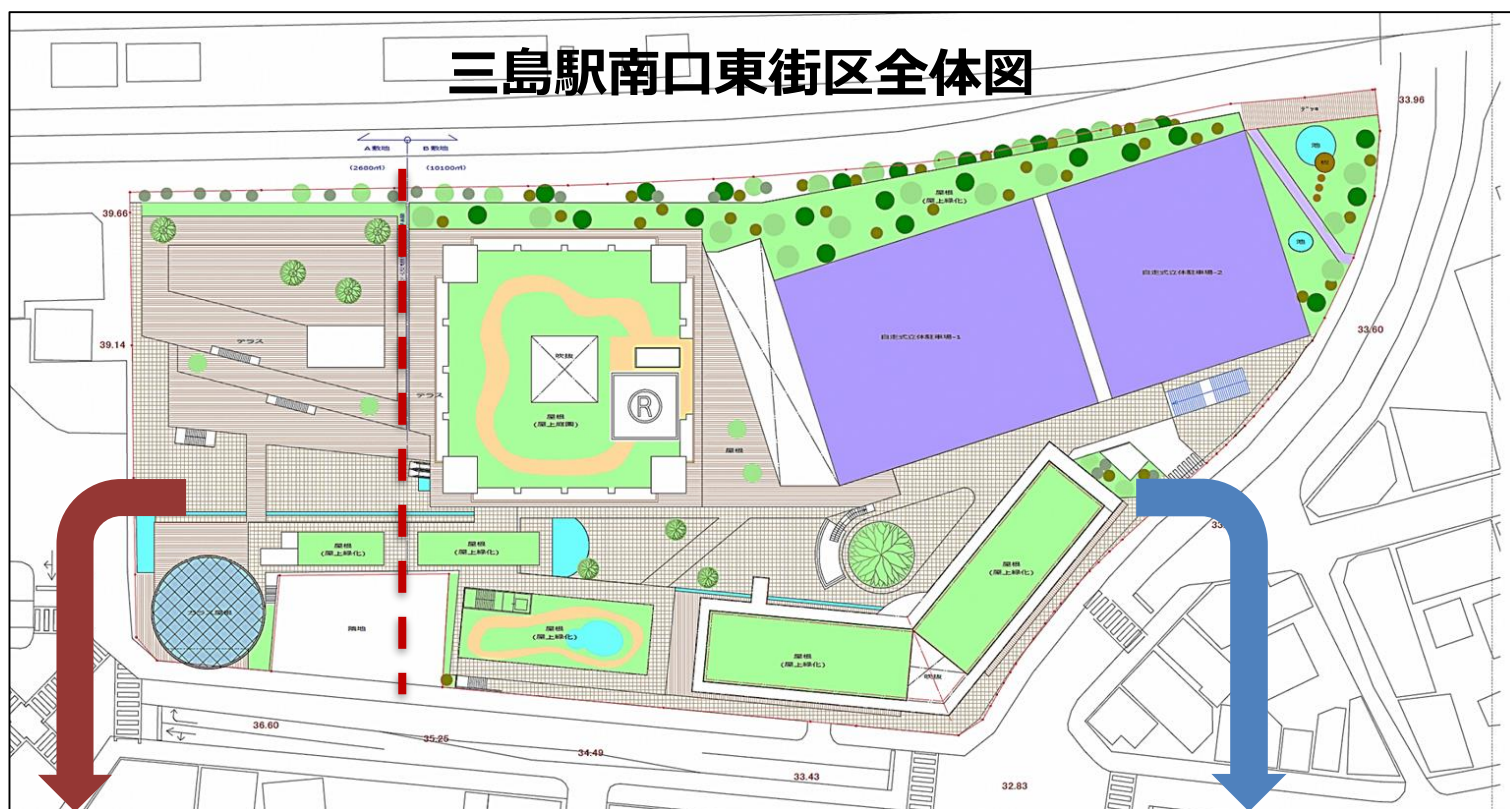 三島駅南口東街区全体図
デッキ
33.96
A敷地
B敷地
(2680㎡)
(10100㎡)
池
屋根
(屋上緑化)
39.66
池
自走式立体駐車場-2
33.60
自走式立体駐車場-1
39.14
テラス
吹抜
テラス
R
屋根
(屋上庭園)
屋根
屋根
(屋上緑化)
屋根
(屋上緑化)
屋根
(屋上緑化)
ガラス屋根
隣地
屋根
(屋上緑化)
屋根
(屋上緑化)
吹抜
36.60
35.25
34.49
33.43
32.83